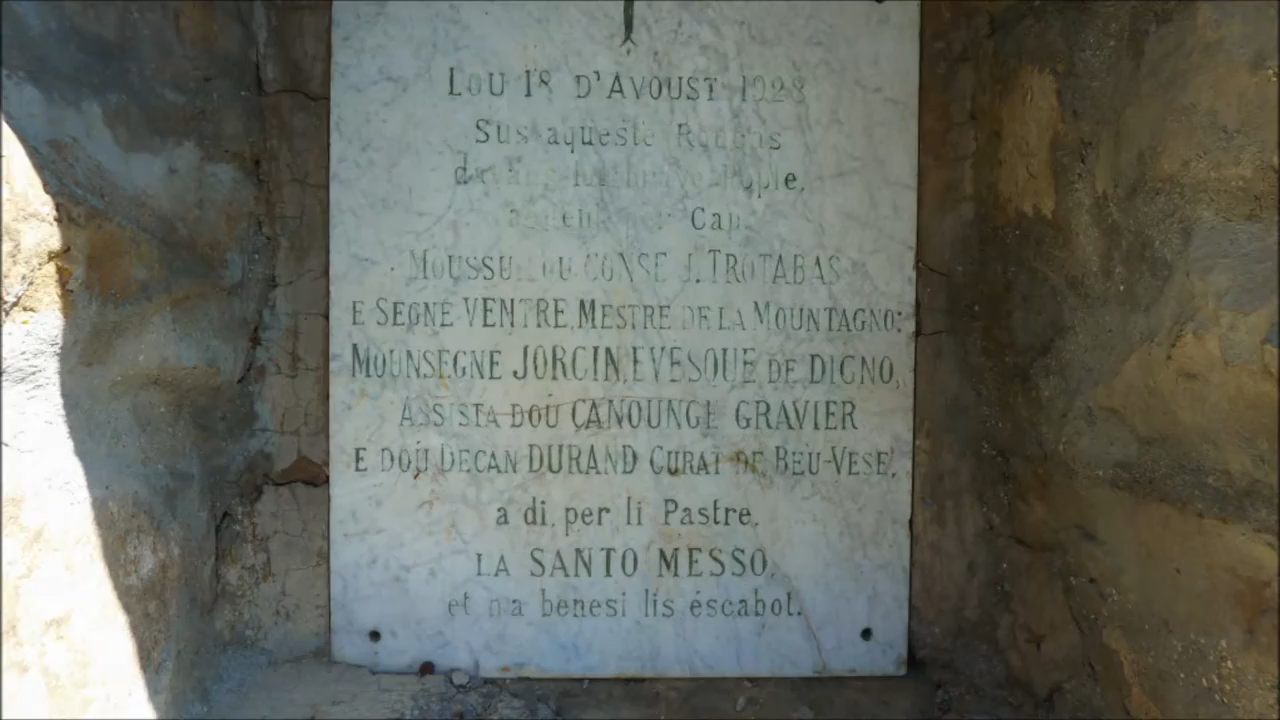 LOU 18 D'AVOUST 1928
Sus aqueste Roucas
pople,
Cap
MOUSSU LOU CONSE J. TROTABAS
E SEGNE VENTRE, MESTRE DE LA MOUNTAGNO:
MOUNSEGNE JORCIN, EVESQUE DE DIGNO,
ASSISTA DOU CANOUNGE GRAVIER
E DOU DECAN DURAND CURAT DE BEU-VESE,
a di, per li Pastre,
LA SANTO MESSO,
et n'a benesi lis escabot.